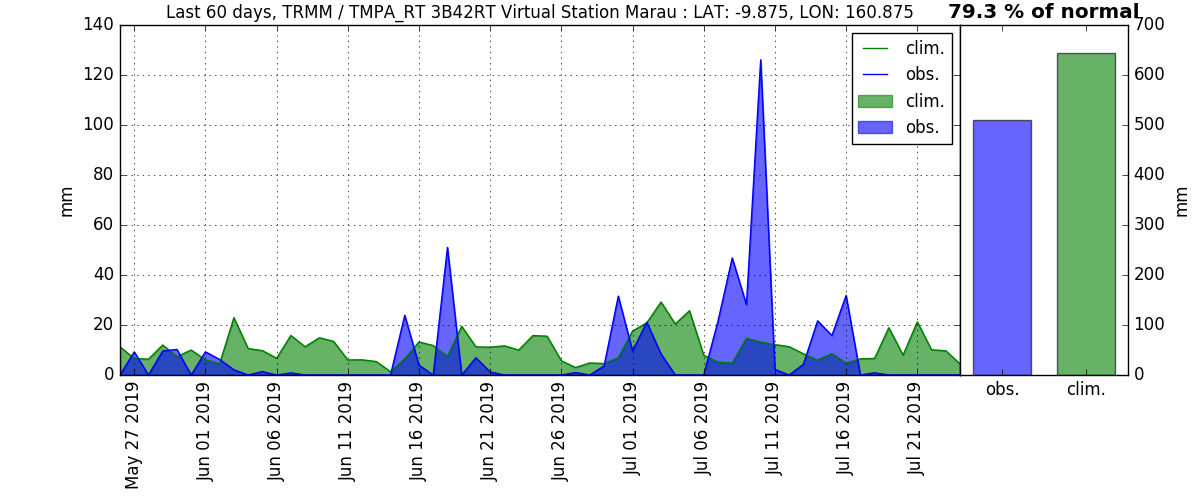 Last 60 days, TRMM / TMPA_RT 3B42RT Virtual Station Marau : LAT: -9.875, LON: 160.875
79.3 % of normal
140
120
100
80
60
40
20
0
mm
clim.
obs.
clim.
obs.
May 27 2019
Jun 01 2019
Jun 06 2019
Jun 11 2019
Jun 16 2019
Jun 21 2019
Jun 26 2019
Jul 01 2019
Jul 06 2019
Jul 11 2019
Jul 16 2019
Jul 21 2019
700
600
500
400
300
200
100
0
mm
obs.
clim.